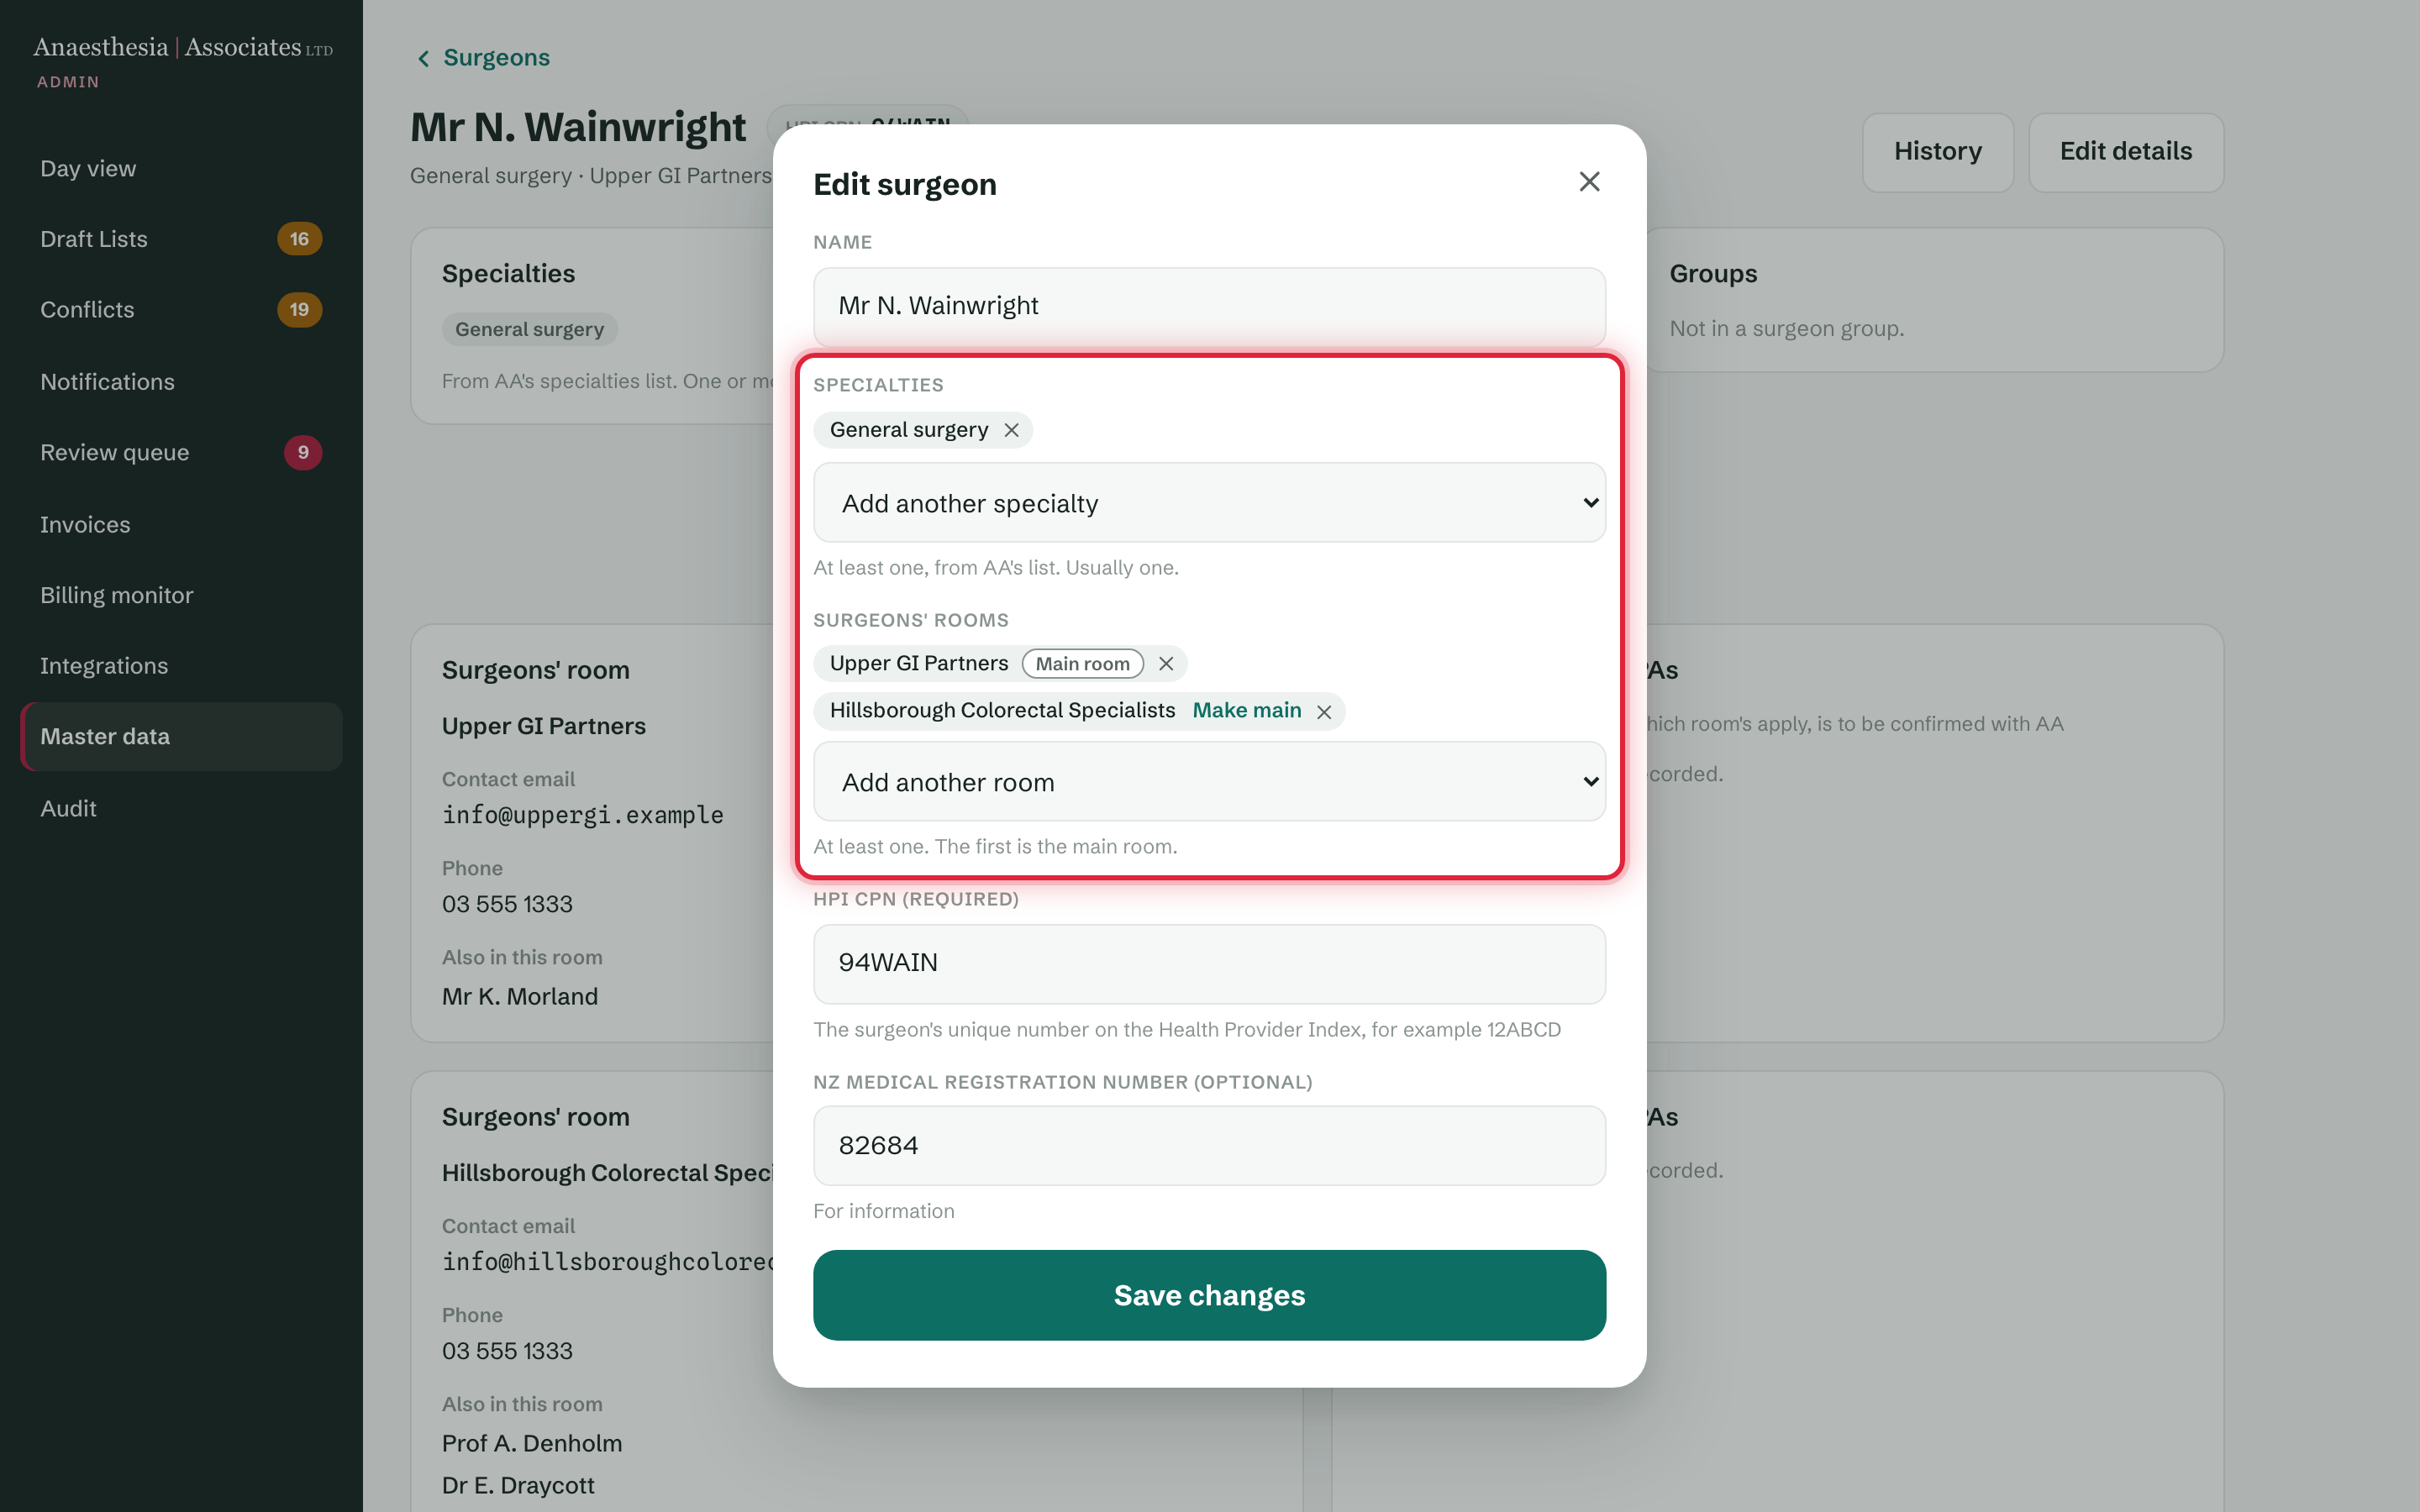 Anaesthesia | Associates LTD
ADMIN
Day view
Draft Lists 16
Conflicts 19
Notifications
Review queue 9
Invoices
Billing monitor
Integrations
Master data
Audit
Surgeons
Mr N. Wainwright HPI CPN 94WAIN
General surgery · Upper GI Partners
History
Edit details
Specialties
General surgery
From AA's specialties list. One or
Groups
Not in a surgeon group.
Surgeons' room
Upper GI Partners
Contact email
info@uppergi.example
Phone
03 555 1333
Also in this room
Mr K. Morland
room's apply, is to be confirmed with AA
Surgeons' room
Hillsborough Colorectal
Contact email
Phone
03 555 1333
Also in this room
Prof A. Denholm
Dr E. Draycott
Edit surgeon
NAME
Mr N. Wainwright
SPECIALTIES
General surgery
Add another specialty
At least one, from AA's list. Usually one.
SURGEONS' ROOMS
Upper GI Partners Main room
Hillsborough Colorectal Specialists Make main
Add another room
At least one. The first is the main room.
HPI CPN (REQUIRED)
94WAIN
The surgeon's unique number on the Health Provider Index, for example 12ABCD
NZ MEDICAL REGISTRATION NUMBER (OPTIONAL)
82684
For information
Save changes